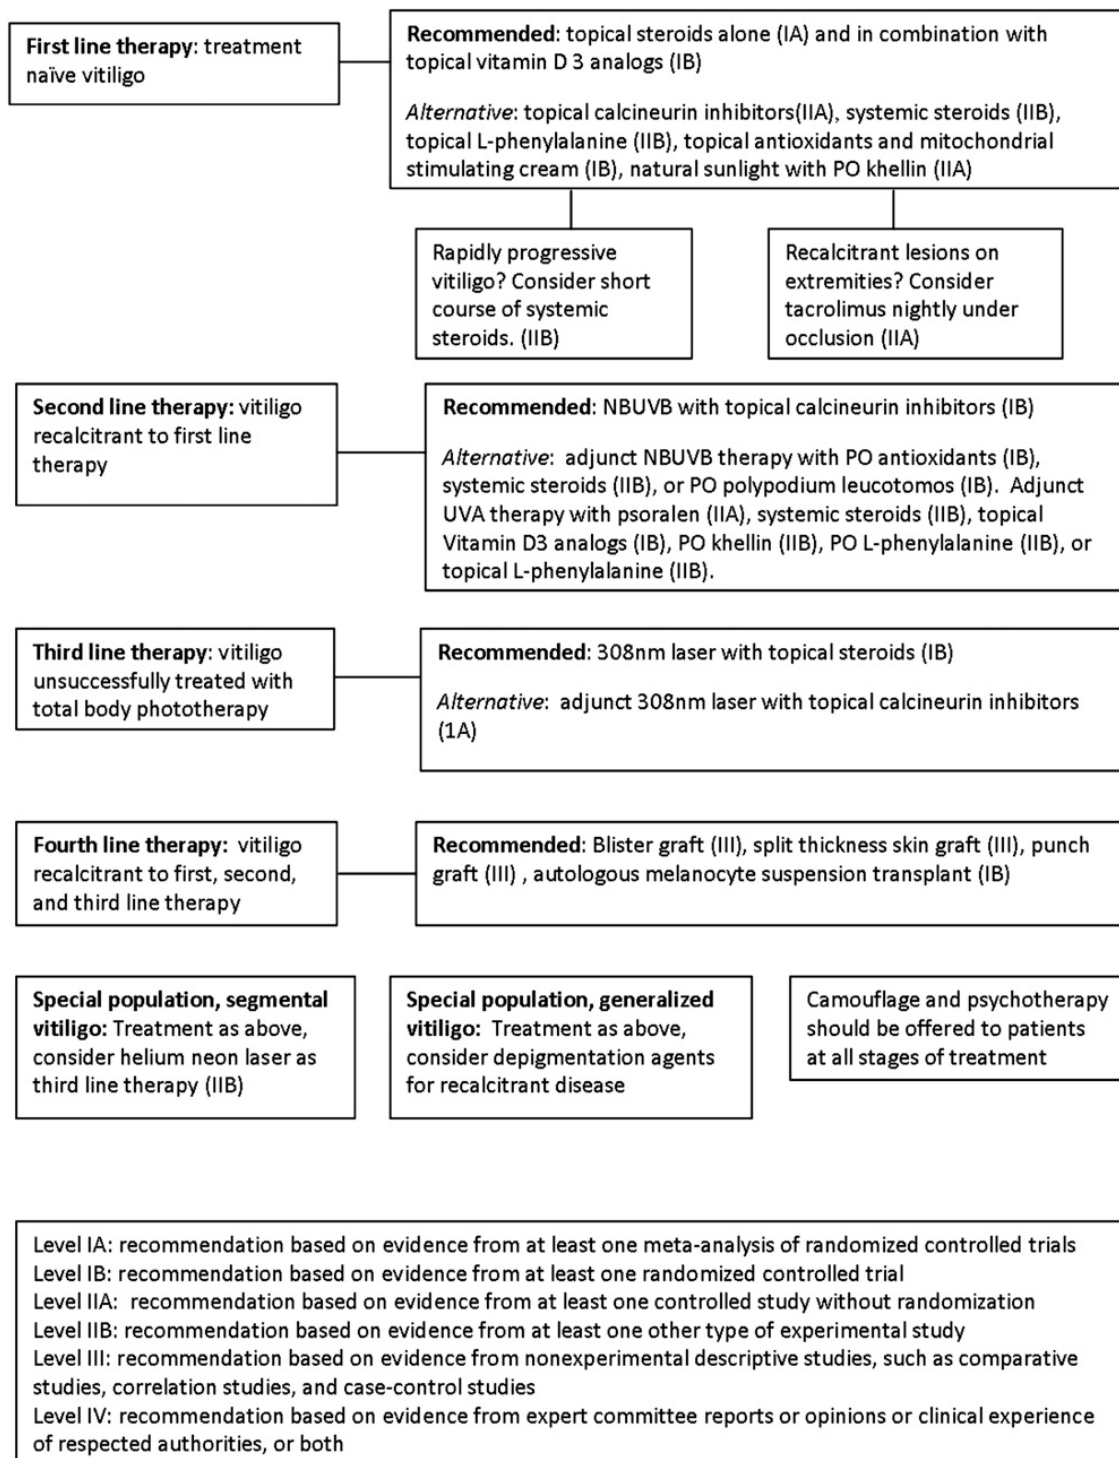 First line therapy: treatment
naïve vitiligo
Recommended: topical steroids alone (IA) and in combination with
topical vitamin D 3 analogs (IB)
Alternative: topical calcineurin inhibitors(IIA), systemic steroids (IIB),
topical L-phenylalanine (IIB), topical antioxidants and mitochondrial
stimulating cream (IB), natural sunlight with PO khellin (IIA)
Rapidly progressive
vitiligo? Consider short
course of systemic
steroids. (IIB)
Recalcitrant lesions on
extremities? Consider
tacrolimus nightly under
occlusion (IIA)
Second line therapy: vitiligo
recalcitrant to first line
therapy
Recommended: NBUVB with topical calcineurin inhibitors (IB)
Alternative: adjunct NBUVB therapy with PO antioxidants (IB),
systemic steroids (IIB), or PO polypodium leucotomos (IB). Adjunct
UVA therapy with psoralen (IIA), systemic steroids (IIB), topical
Vitamin D3 analogs (IB), PO khellin (IIB), PO L-phenylalanine (IIB), or
topical L-phenylalanine (IIB).
Third line therapy: vitiligo
unsuccessfully treated with
total body phototherapy
Recommended: 308nm laser with topical steroids (IB)
Alternative: adjunct 308nm laser with topical calcineurin inhibitors
(1A)
Fourth line therapy: vitiligo
recalcitrant to first, second,
and third line therapy
Recommended: Blister graft (III), split thickness skin graft (III), punch
graft (III) , autologous melanocyte suspension transplant (IB)
Special population, segmental
vitiligo: Treatment as above,
consider helium neon laser as
third line therapy (IIB)
Special population, generalized
vitiligo: Treatment as above,
consider depigmentation agents
for recalcitrant disease
Camouflage and psychotherapy
should be offered to patients
at all stages of treatment
Level IA: recommendation based on evidence from at least one meta-analysis of randomized controlled trials
Level IB: recommendation based on evidence from at least one randomized controlled trial
Level IIA: recommendation based on evidence from at least one controlled study without randomization
Level IIB: recommendation based on evidence from at least one other type of experimental study
Level III: recommendation based on evidence from nonexperimental descriptive studies, such as comparative
studies, correlation studies, and case-control studies
Level IV: recommendation based on evidence from expert committee reports or opinions or clinical experience
of respected authorities, or both